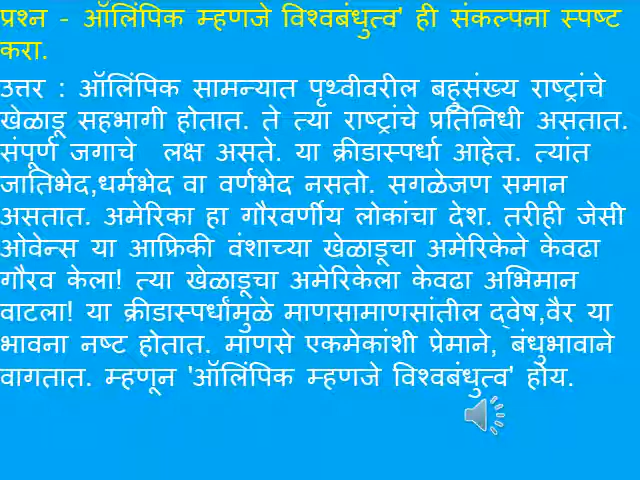 प्रश्न - ऑलिंपिक म्हणजे विश्वबंधुत्व' ही संकल्पना स्पष्ट
करा.
उत्तर : ऑलिंपिक सामन्यात पृथ्वीवरील बहुसंख्य राष्ट्रांचे
खेळाडू सहभागी होतात. ते त्या राष्ट्रांचे प्रतिनिधी असतात.
संपूर्ण जगाचे लक्ष असते. या क्रीडास्पर्धा आहेत. त्यांत
जातिभेद,धर्मभेद वा वर्णभेद नसतो. सगळेजण समान
असतात. अमेरिका हा गौरवर्णीय लोकांचा देश. तरीही जेसी
ओवेन्स या आफ्रिकी वंशाच्या खेळाडूचा अमेरिकेने केवढा
गौरव केला! त्या खेळाडूचा अमेरिकेला केवढा अभिमान
वाटला! या क्रीडास्पर्धांमुळे माणसामाणसांतील द्वेष,वैर या
भावना नष्ट होतात. माणसे एकमेकांशी प्रेमाने, बंधुभावाने
वागतात. म्हणून 'ऑलिंपिक म्हणजे विश्वबंधुत्व' होय.